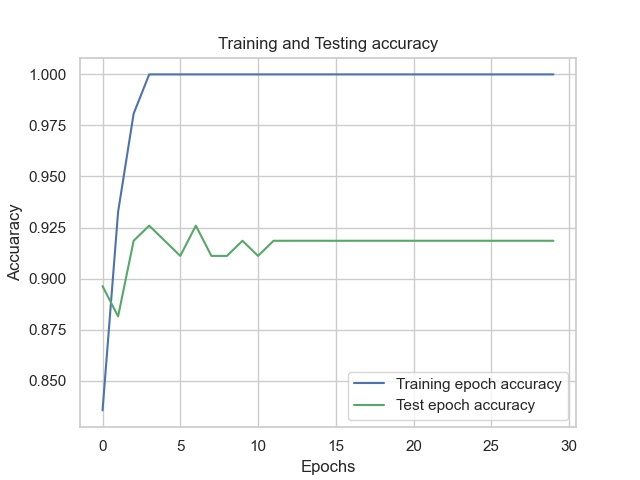 Training and Testing accuracy
1.000
0.975
0.950
0.925
0.900
0.875
0.850
Accuaracy
Training epoch accuracy
Test epoch accuracy
0 5 10 15 20 25 30
Epochs